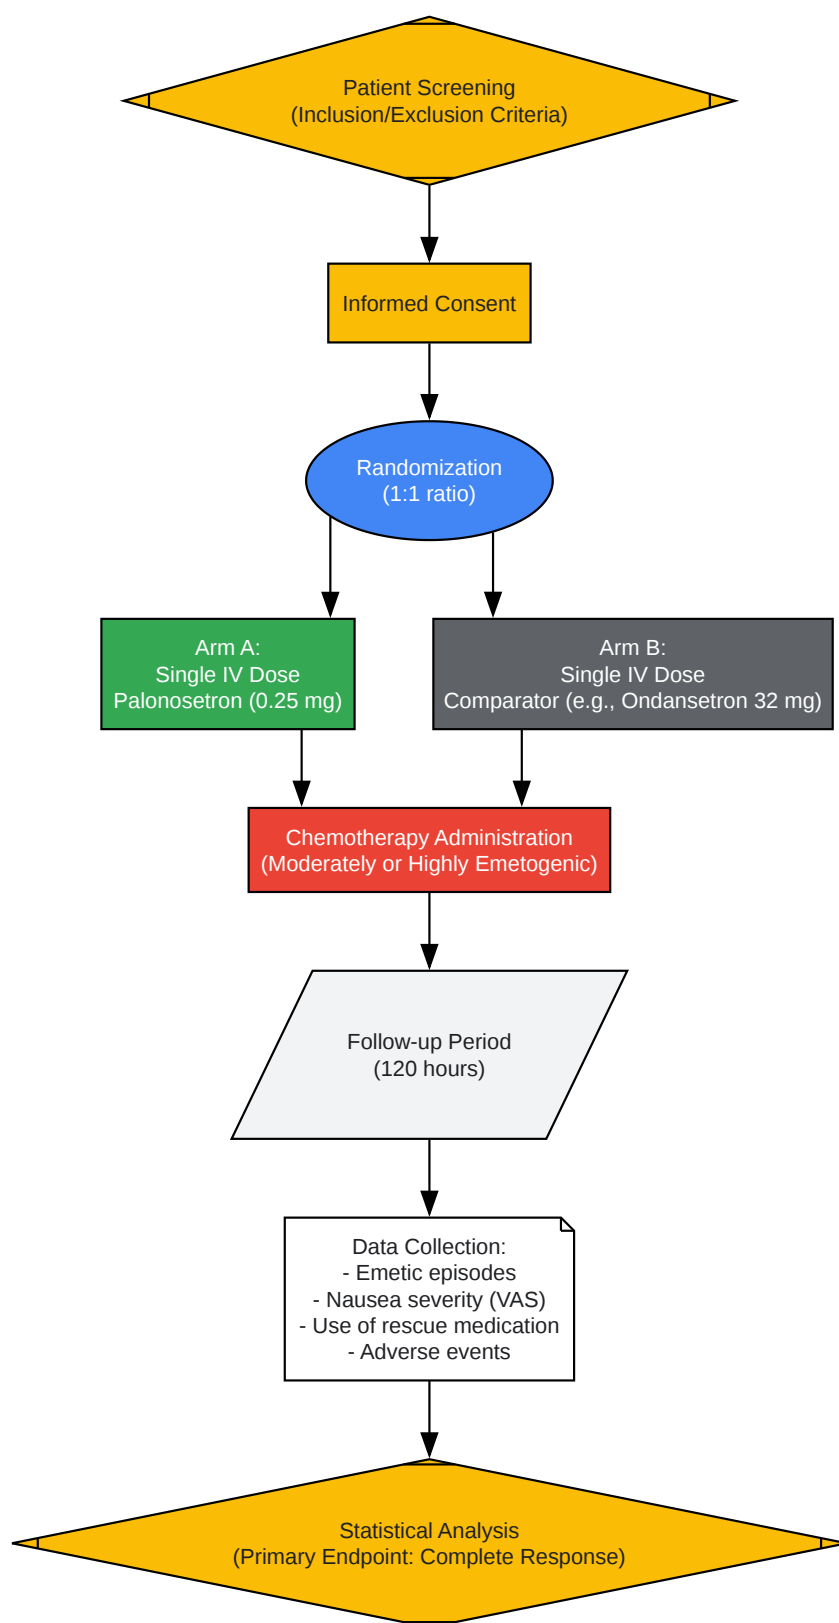 Patient Screening
(Inclusion/Exclusion Criteria)
Informed Consent
Randomization
(1:1 ratio)
Arm A:
Single IV Dose
Palonosetron (0.25 mg)
Arm B:
Single IV Dose
Comparator (e.g., Ondansetron 32 mg)
Chemotherapy Administration
(Moderately or Highly Emetogenic)
Follow-up Period
(120 hours)
Data Collection:
- Emetic episodes
- Nausea severity (VAS)
- Use of rescue medication
- Adverse events
Statistical Analysis
(Primary Endpoint: Complete Response)